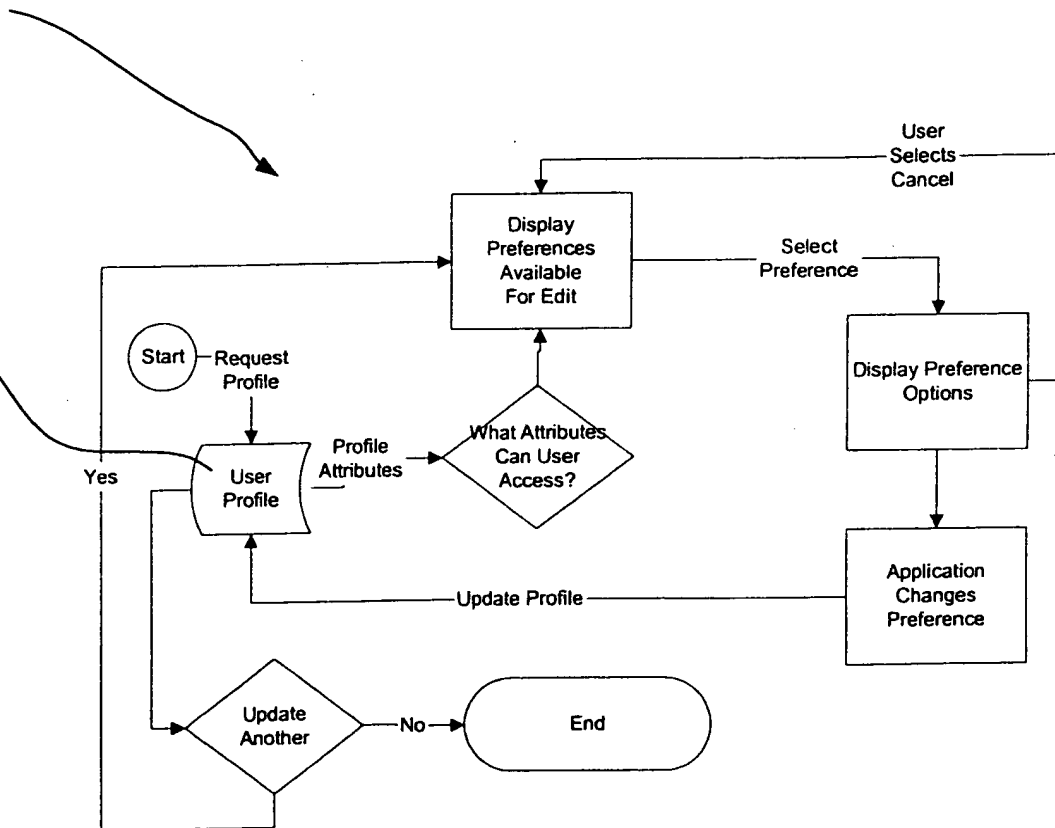 User
Selects
Cancel
Display
Preferences
Available
For Edit
Select
Preference
Start
Request
Profile
Display Preference
Options
What Attributes
Can User
Access?
Profile
Attributes
User
Profile
Yes
Application
Changes
Preference
Update Profile
Update
Another
No
End